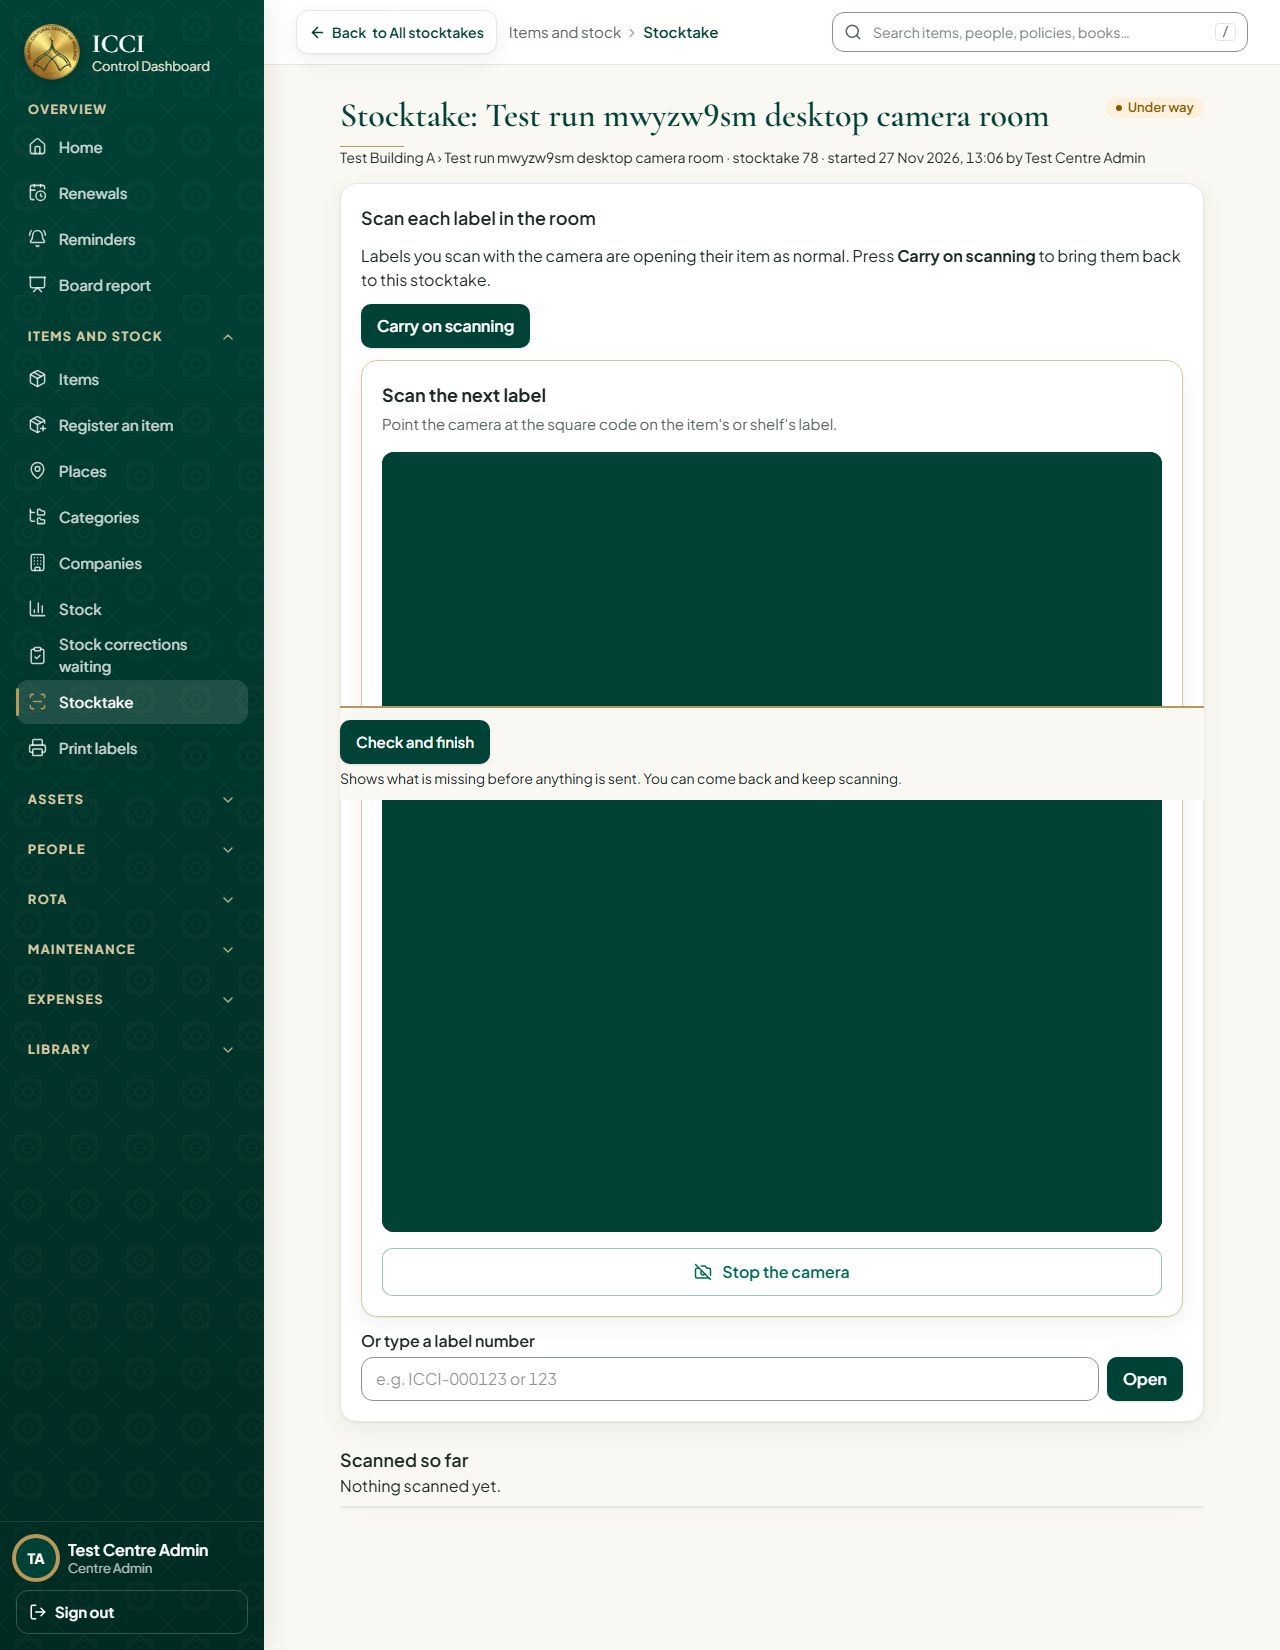 ICCI
Control Dashboard
OVERVIEW
Home
Renewals
Reminders
Board report
ITEMS AND STOCK
Items
Register an item
Places
Categories
Companies
Stock
Stock corrections
waiting
Stocktake
Print labels
ASSETS
PEOPLE
ROTA
MAINTENANCE
EXPENSES
LIBRARY
TA
Test Centre Admin
Centre Admin
Sign out
Back to All stocktakes
Items and stock > Stocktake
Search items, people, policies, books...
/
Stocktake: Test run mwyzw9sm desktop camera room
Under way
Test Building A › Test run mwyzw9sm desktop camera room · stocktake 78 · started 27 Nov 2026, 13:06 by Test Centre Admin
Scan each label in the room
Labels you scan with the camera are opening their item as normal. Press Carry on scanning to bring them back
to this stocktake.
Carry on scanning
Scan the next label
Point the camera at the square code on the item's or shelf's label.
Check and finish
Shows what is missing before anything is sent. You can come back and keep scanning.
Stop the camera
Or type a label number
e.g. ICCI-000123 or 123
Open
Scanned so far
Nothing scanned yet.